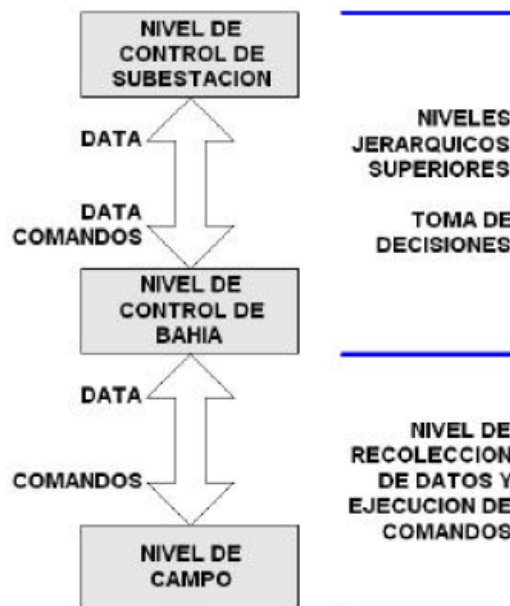 NIVEL DE
CONTROL DE
SUBESTACION
DATA
DATA
COMANDOS
NIVELES
JERARQUICOS
SUPERIORES
TOMA DE
DECISIONES
NIVEL DE
CONTROL DE
BAHIA
DATA
COMANDOS
NIVEL DE
RECOLECCION
DE DATOS Y
EJECUCION DE
COMANDOS
NIVEL DE
CAMPO